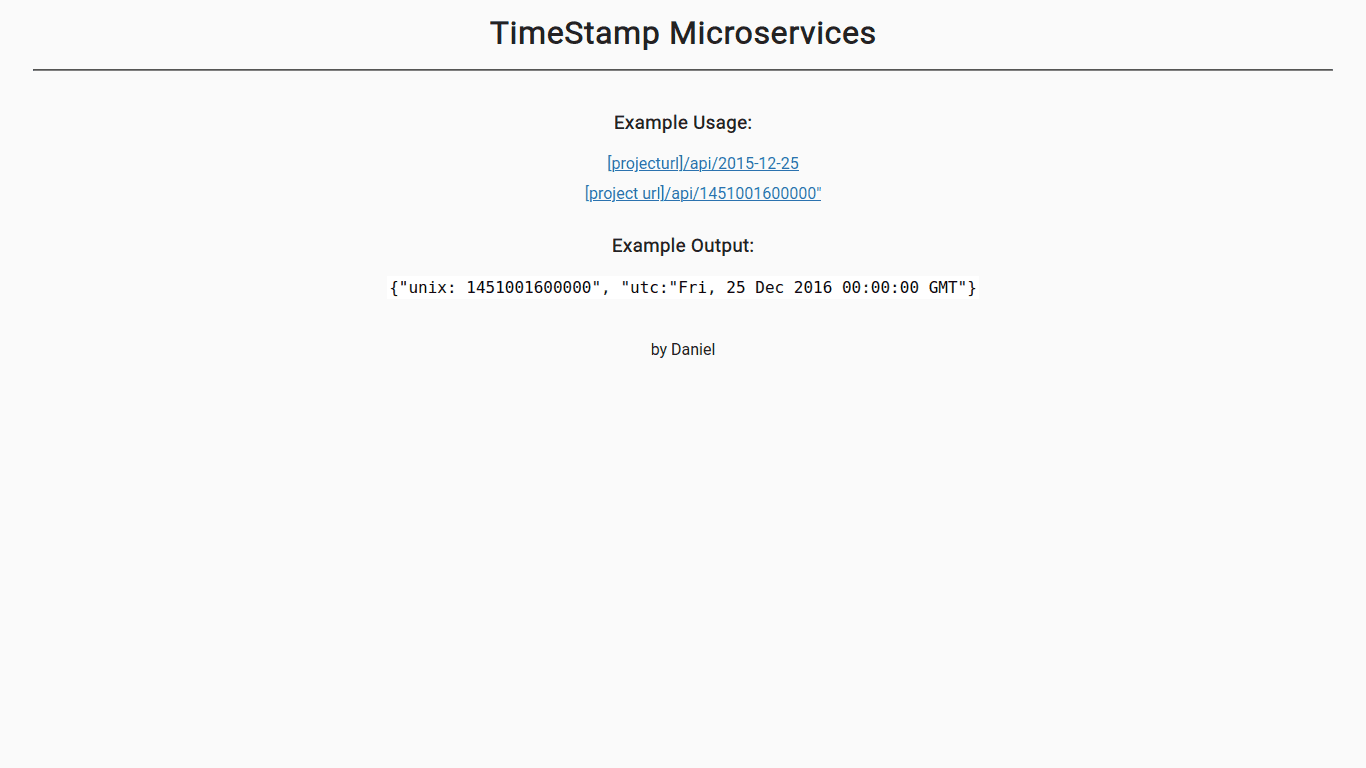 TimeStamp Microservices
Example Usage:
[projecturl]/api/2015-12-25
[project url]/api/1451001600000"
Example Output:
{"unix: 1451001600000", "utc:"Fri, 25 Dec 2016 00:00:00 GMT"}
by Daniel